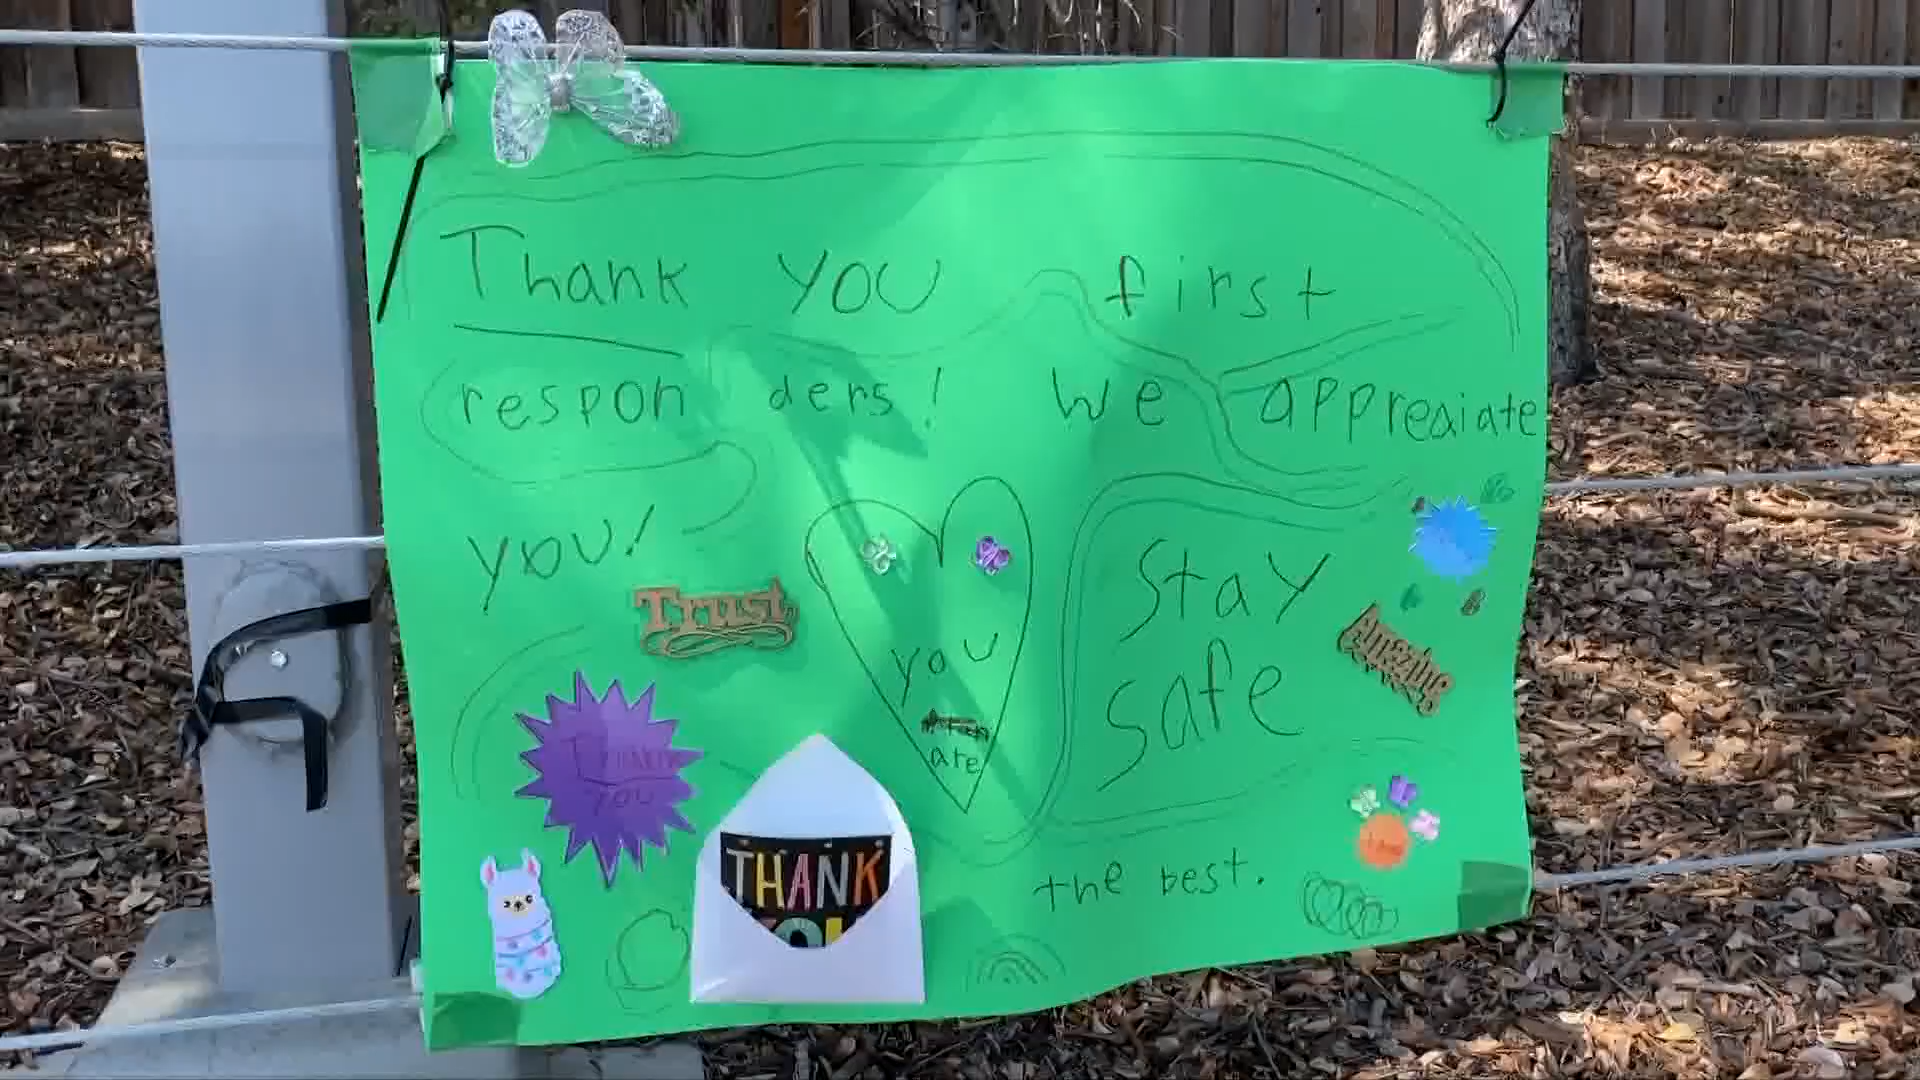 Thank you first
respon ders! We appreaiate
you!
Trust
Stay
safe
Amazing
you
are
Thank
you
THANK
the best.